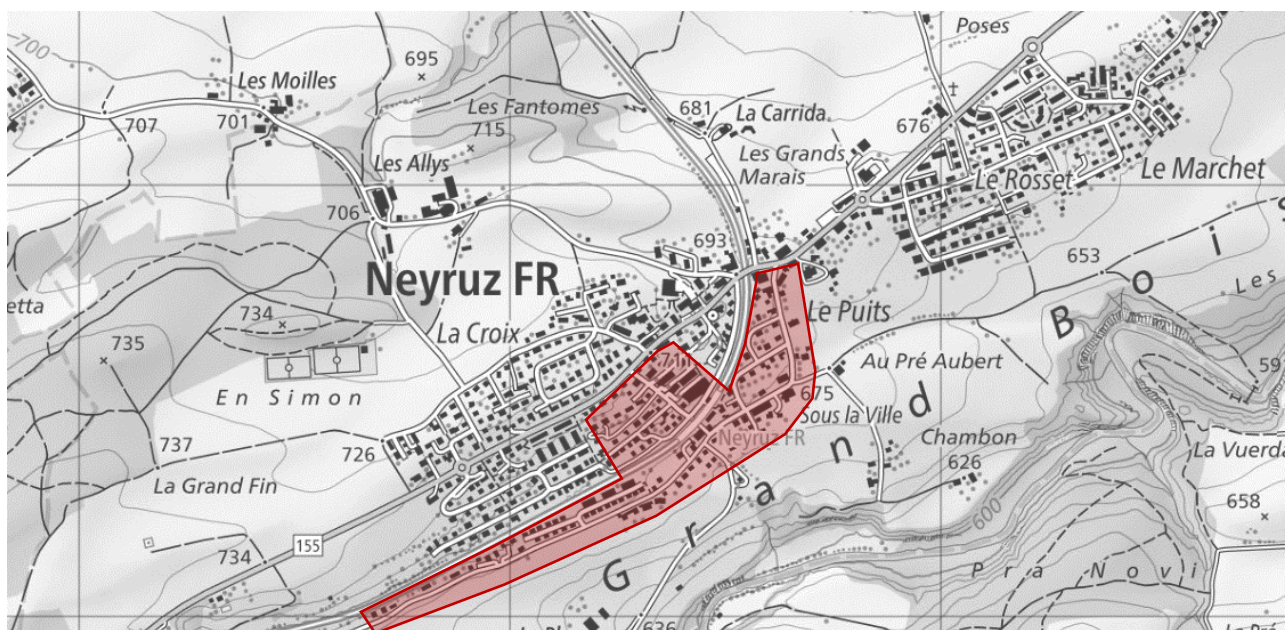 Poses
700
695
Les Moilles
Les Fantomes
681
La Carrida
676
707
701
715
Les Grands
Marais
Les Allys
Le Rosset
Le Marchet
706
693
653
Neyruz FR
Les
Le Puits
B o i
734
La Croix
735
Au Pré Aubert
59
En Simon
675
Sous la Ville
Neyruz FR
Chambon
La Vuerda
737
726
626
La Grand Fin
658
600
155
734
G r a n d
Pra Novi
636